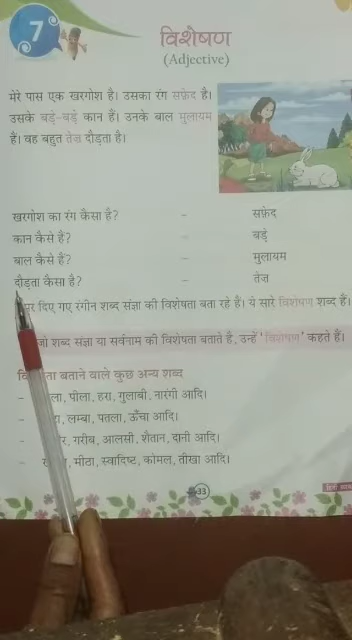 7
विशेषण
(Adjective)
मेरे पास एक खरगोश है। उसका रंग सफ़ेद है।
उसके बड़े-बड़े कान हैं। उनके बाल मुलायम
हैं। वह बहुत तेज दौड़ता है।
खरगोश का रंग कैसा है? - सफ़ेद
कान कैसे हैं? - बड़े
बाल कैसे हैं? - मुलायम
दौड़ता कैसा है? - तेज
दिए गए रंगीन शब्द संज्ञा की विशेषता बता रहे हैं। ये सारे विशेषण शब्द हैं।
जो शब्द संज्ञा या सर्वनाम की विशेषता बताते हैं, उन्हें 'विशेषण' कहते हैं।
बताने वाले कुछ अन्य शब्द
- पीला, हरा, गुलाबी, नारंगी आदि।
- लम्बा, पतला, ऊँचा आदि।
- गरीब, आलसी, शैतान, दानी आदि।
- मीठा, स्वादिष्ट, कोमल, तीखा आदि।
33